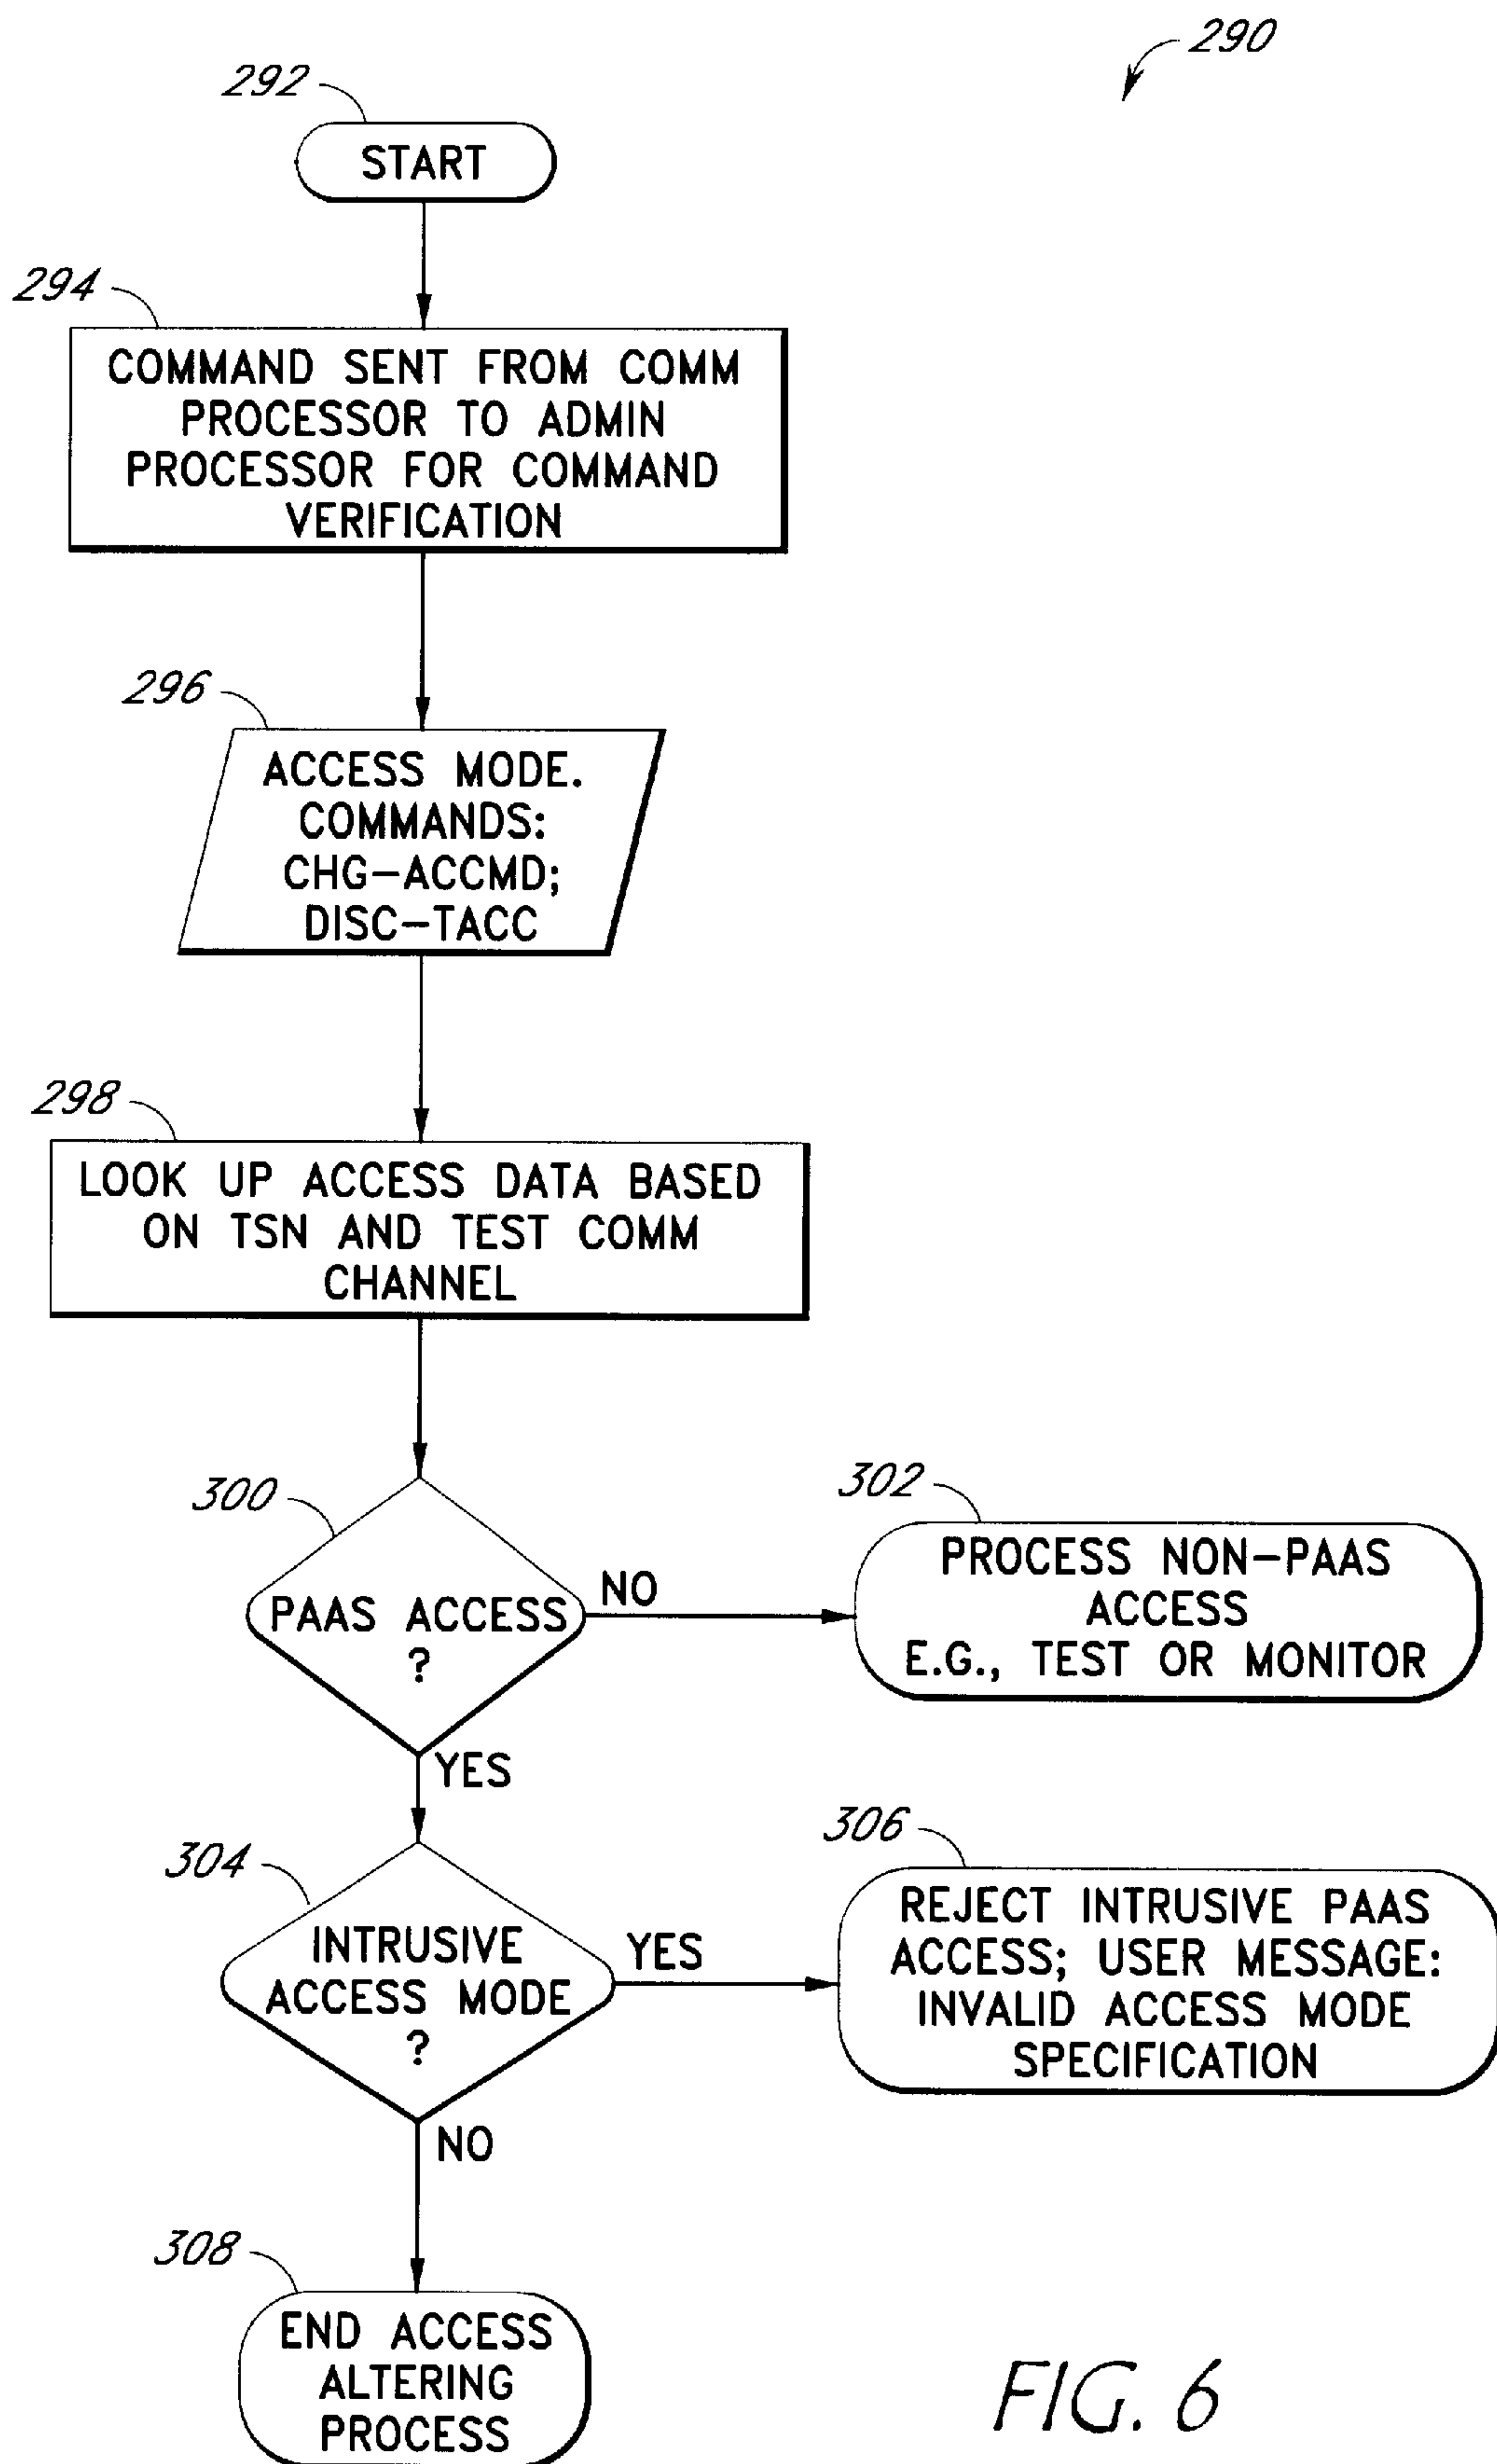 290
292
START
294
COMMAND SENT FROM COMM
PROCESSOR TO ADMIN
PROCESSOR FOR COMMAND
VERIFICATION
296
ACCESS MODE.
COMMANDS:
CHG-ACCMD;
DISC-TACC
298
LOOK UP ACCESS DATA BASED
ON TSN AND TEST COMM
CHANNEL
300
PAAS ACCESS
?
NO
302
PROCESS NON-PAAS
ACCESS
E.G., TEST OR MONITOR
YES
304
INTRUSIVE
ACCESS MODE
?
YES
306
REJECT INTRUSIVE PAAS
ACCESS; USER MESSAGE:
INVALID ACCESS MODE
SPECIFICATION
NO
308
END ACCESS
ALTERING
PROCESS
FIG. 6